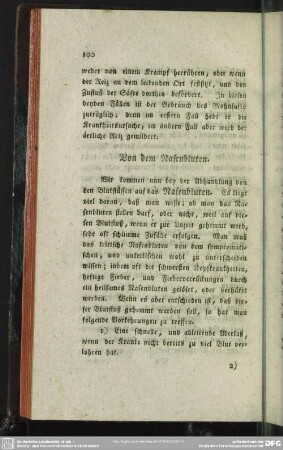 100
weder von einem Krampf herrühren, oder wenn
der Reiz an dem leidenden Ort festsitzt, und den
Zufluß der Säfte dorthin befördert. In diesen
beyden Fällen ist der Gebrauch des Mohnsafts
zuträglich; denn im erstern Fall hebt er die
Krankheitsursache, im andern Fall aber wird der
örtliche Reiz gemildert.
Von dem Nasenbluten.
Wir kommen nun bey der Abhandlung von
den Blutflüssen auf das Nasenbluten. Es liegt
viel daran, daß man wisse; ob man das Na-
senbluten stillen darf, oder nicht, weil auf die-
sen Blutfluß, wenn er zur Unzeit gehemmt wird,
sehr oft schlimme Zufälle erfolgen. Man muß
das kritische Nasenbluten von dem symptomati-
schen, und unkritischen wohl zu unterscheiden
wissen; indem oft die schwersten Kopfkrankheiten,
heftige Fieber, und Fieberverrückungen durch
ein heilsames Nasenbluten gelöset, oder verhütet
werden. Wenn es aber entschieden ist, daß die-
ser Blutfluß gehemmt werden soll, so hat man
folgende Vorkehrungen zu treffen.
1) Eine schnelle, und ableitende Aderlaß,
wenn der Kranke nicht bereits zu viel Blut ver-
lohren hat.
2)